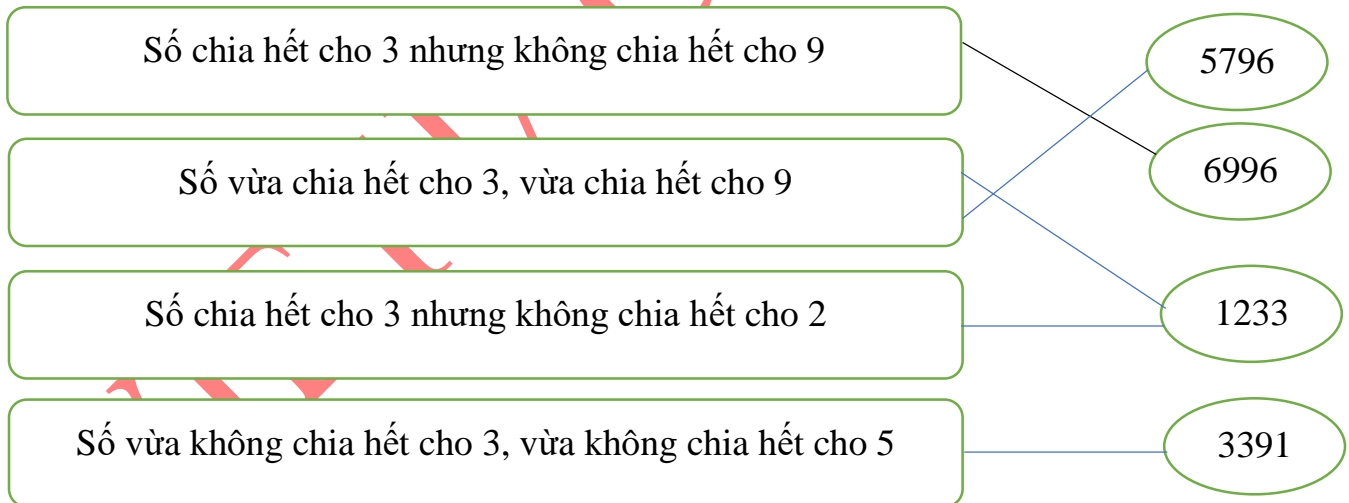 Số chia hết cho 3 nhưng không chia hết cho 9
5796
Số vừa chia hết cho 3, vừa chia hết cho 9
6996
Số chia hết cho 3 nhưng không chia hết cho 2
1233
Số vừa không chia hết cho 3, vừa không chia hết cho 5
3391